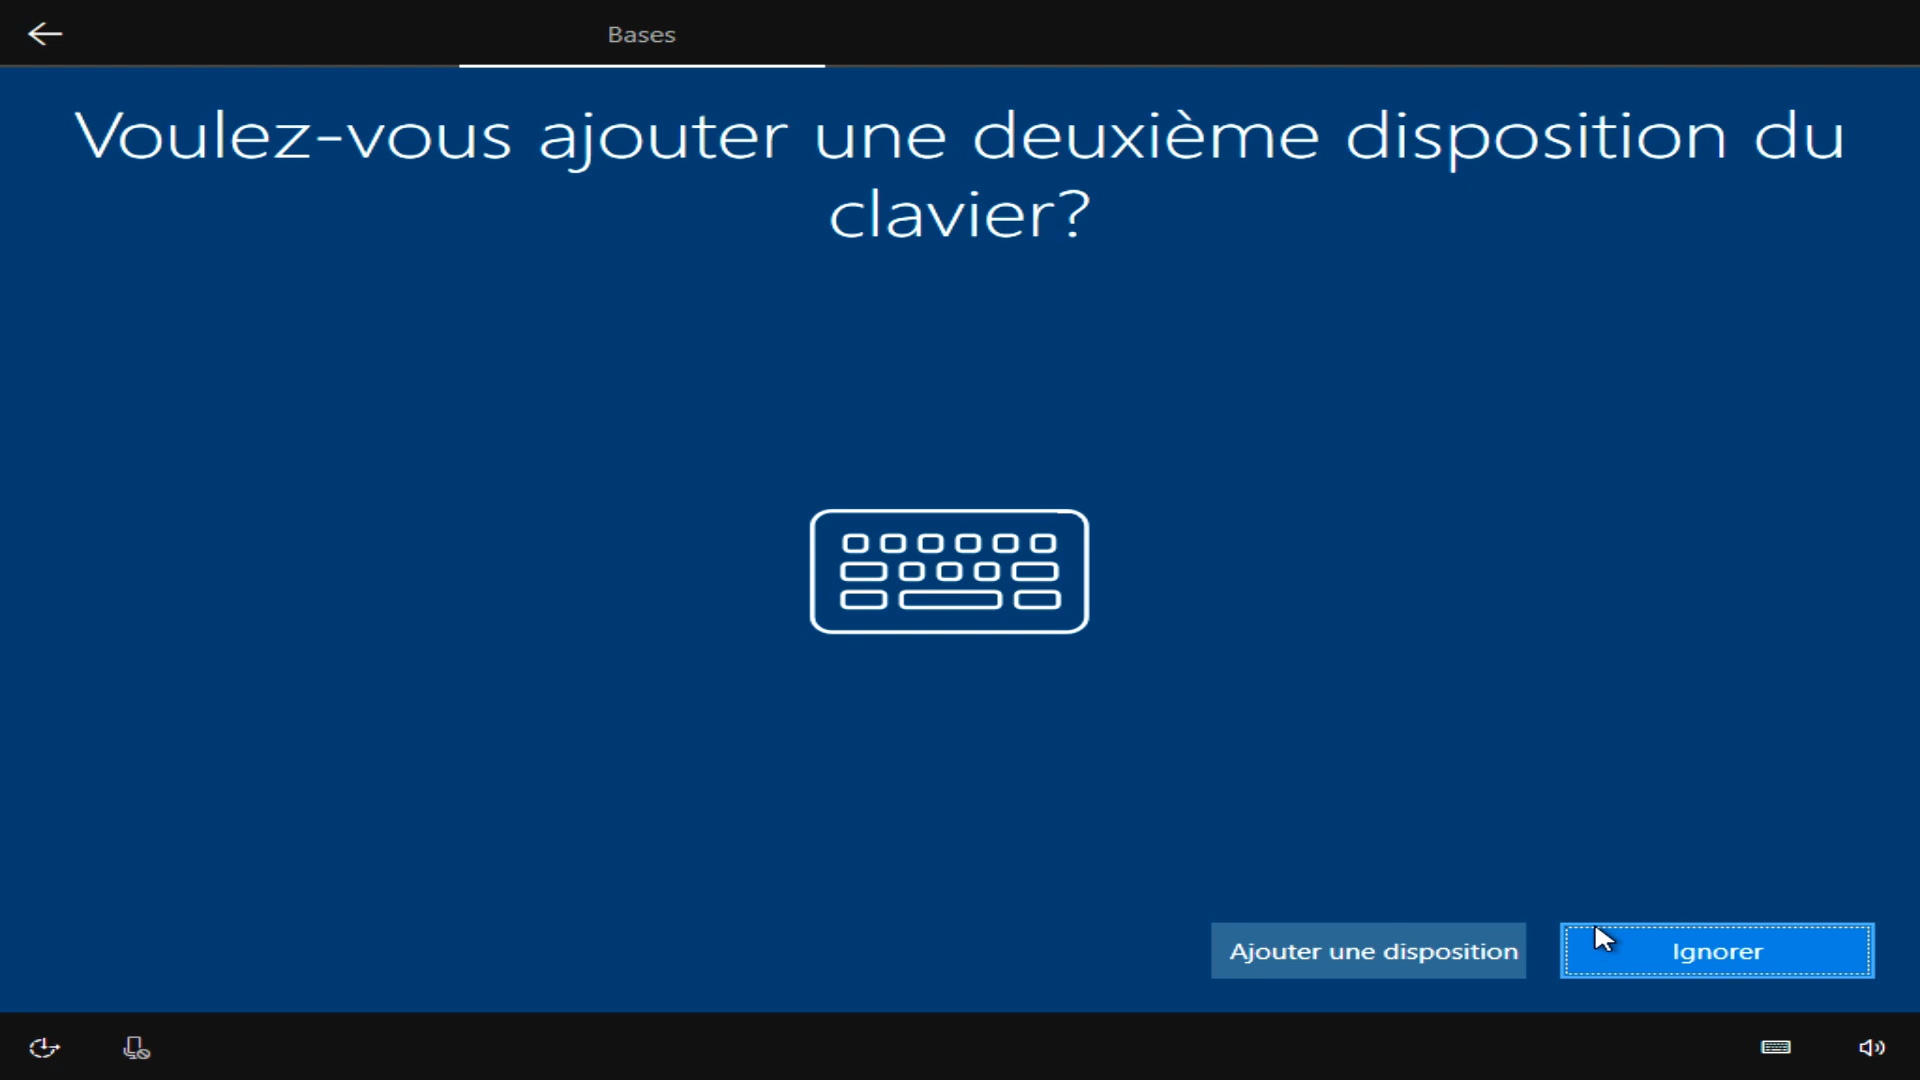 Bases
Voulez-vous ajouter une deuxième disposition du
clavier?
Ajouter une disposition
Ignorer